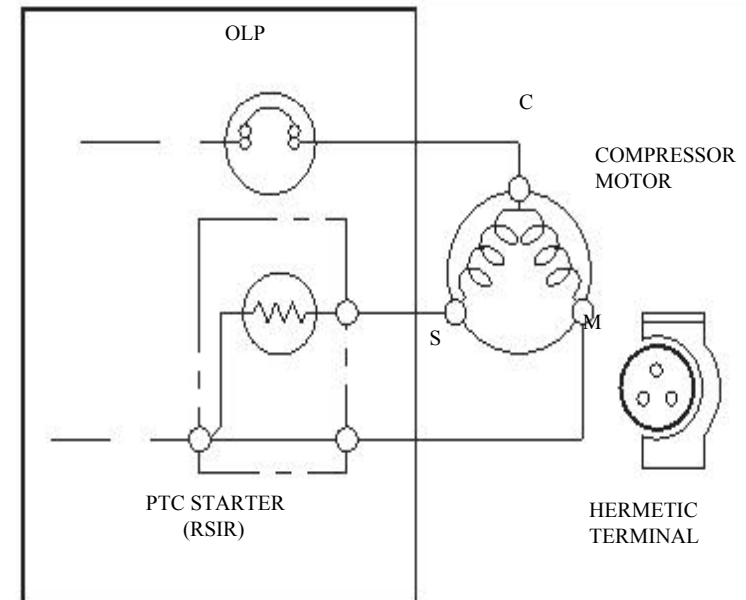 OLP
C
COMPRESSOR
MOTOR
S
M
PTC STARTER
(RSIR)
HERMETIC
TERMINAL